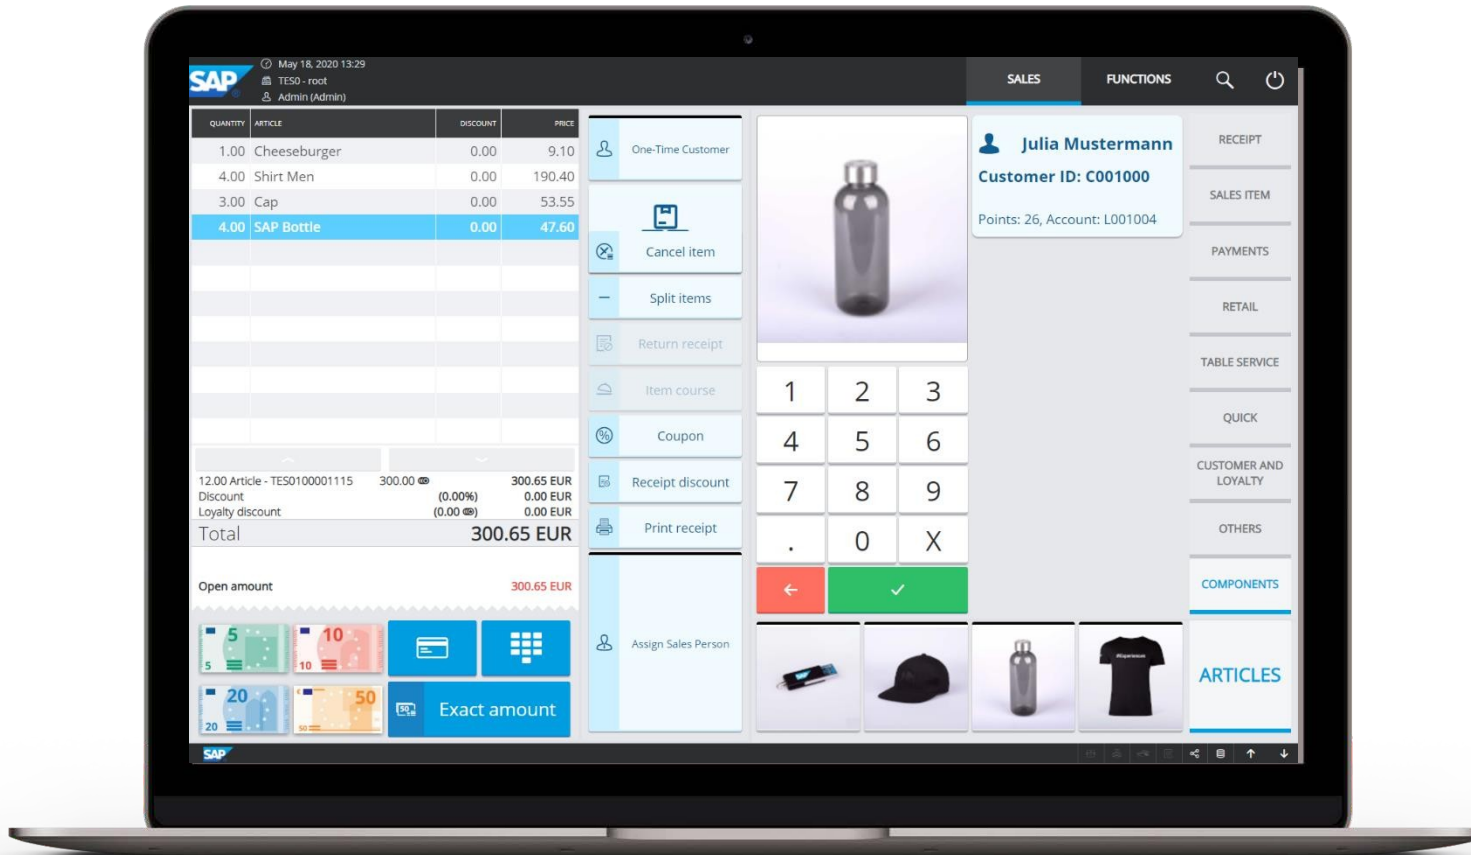 SAP
May 18, 2020 13:29
TES0 - root
Admin (Admin)
SALES
FUNCTIONS
QUANTITY ARTICLE DISCOUNT PRICE
1.00 Cheeseburger 0.00 9.10
4.00 Shirt Men 0.00 190.40
3.00 Cap 0.00 53.55
4.00 SAP Bottle 0.00 47.60
12.00 Article - TES0100001115 300.00 300.65 EUR
Discount (0.00%) 0.00 EUR
Loyalty discount (0.00) 0.00 EUR
Total 300.65 EUR
Open amount 300.65 EUR
5
5
10
10
20
20
50
50
Exact amount
One-Time Customer
Cancel item
Split items
Return receipt
Item course
Coupon
Receipt discount
Print receipt
Assign Sales Person
1 2 3
4 5 6
7 8 9
. 0 X
Julia Mustermann
Customer ID: C001000
Points: 26, Account: L001004
RECEIPT
SALES ITEM
PAYMENTS
RETAIL
TABLE SERVICE
QUICK
CUSTOMER AND
LOYALTY
OTHERS
COMPONENTS
ARTICLES
SAP